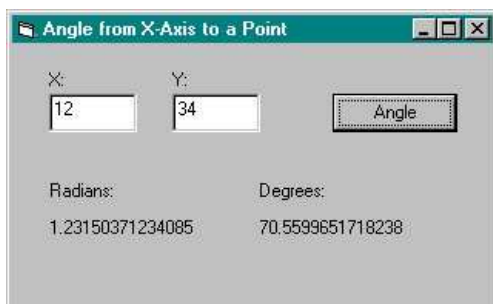 Angle from X-Axis to a Point
X: Y:
12 34 Angle
Radians: Degrees:
1.23150371234085 70.5599651718238